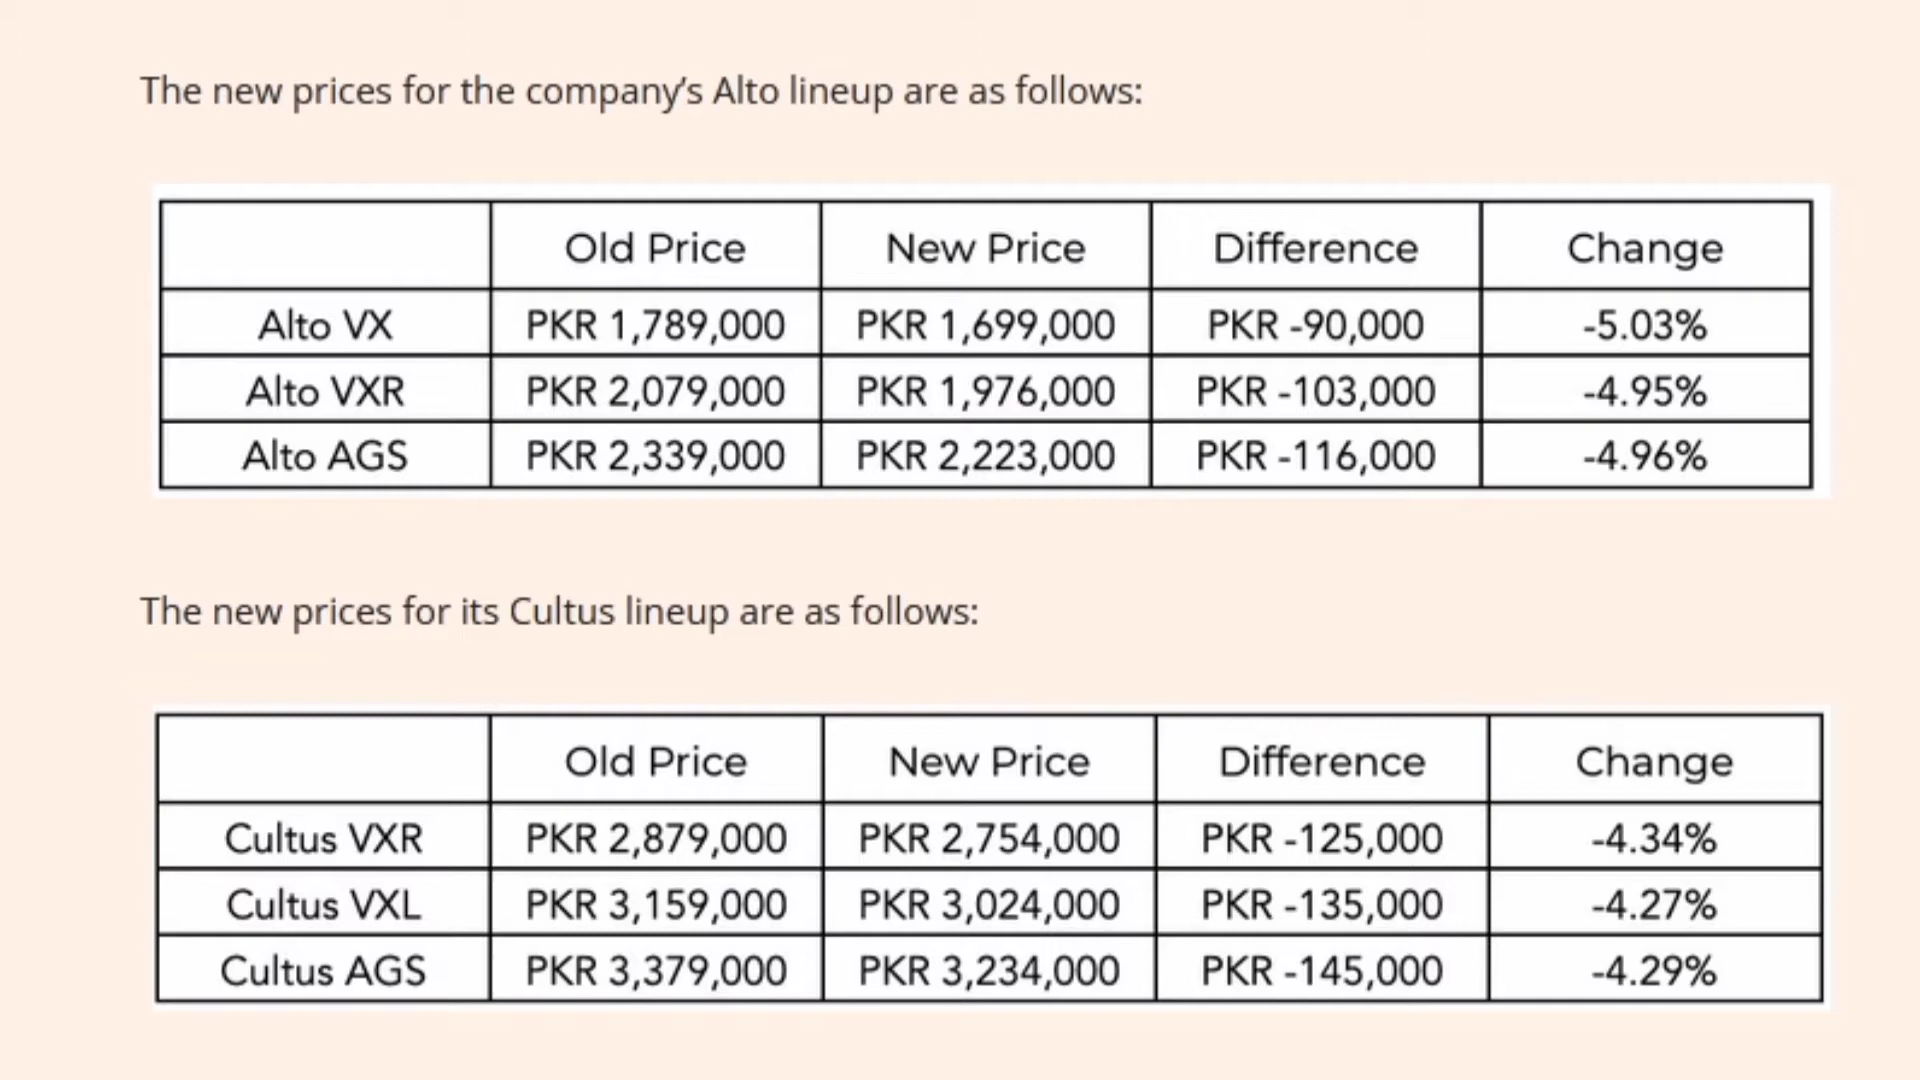 The new prices for the company's Alto lineup are as follows:
Old Price New Price Difference Change
Alto VX PKR 1,789,000 PKR 1,699,000 PKR -90,000 -5.03%
Alto VXR PKR 2,079,000 PKR 1,976,000 PKR -103,000 -4.95%
Alto AGS PKR 2,339,000 PKR 2,223,000 PKR -116,000 -4.96%
The new prices for its Cultus lineup are as follows:
Old Price New Price Difference Change
Cultus VXR PKR 2,879,000 PKR 2,754,000 PKR -125,000 -4.34%
Cultus VXL PKR 3,159,000 PKR 3,024,000 PKR -135,000 -4.27%
Cultus AGS PKR 3,379,000 PKR 3,234,000 PKR -145,000 -4.29%